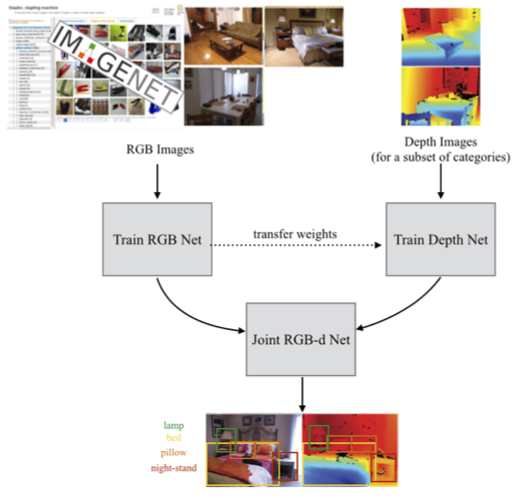 Stapler, stapling machine
IMAGENET
RGB Images
Depth Images
(for a subset of categories)
Train RGB Net
transfer weights
Train Depth Net
Joint RGB-d Net
lamp
bed
pillow
night-stand